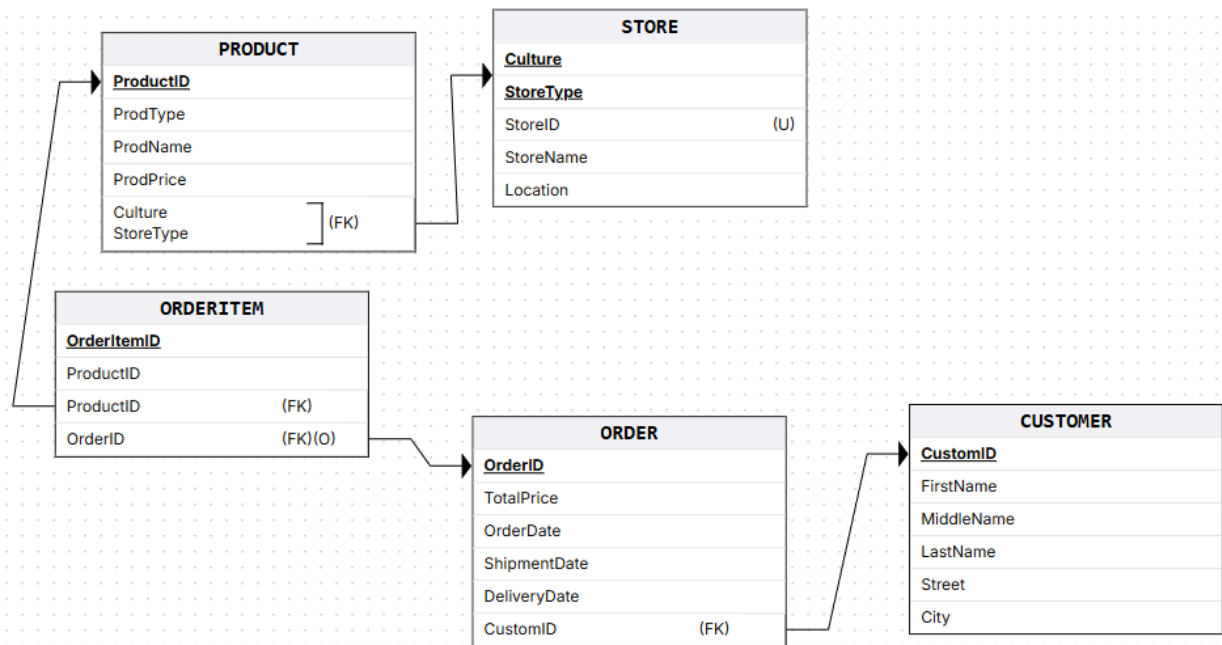 PRODUCT
ProductID
ProdType
ProdName
ProdPrice
Culture
StoreType
(FK)
STORE
Culture
StoreType
StoreID (U)
StoreName
Location
ORDERITEM
OrderItemID
ProductID
ProductID (FK)
OrderID (FK)(O)
ORDER
OrderID
TotalPrice
OrderDate
ShipmentDate
DeliveryDate
CustomID (FK)
CUSTOMER
CustomID
FirstName
MiddleName
LastName
Street
City